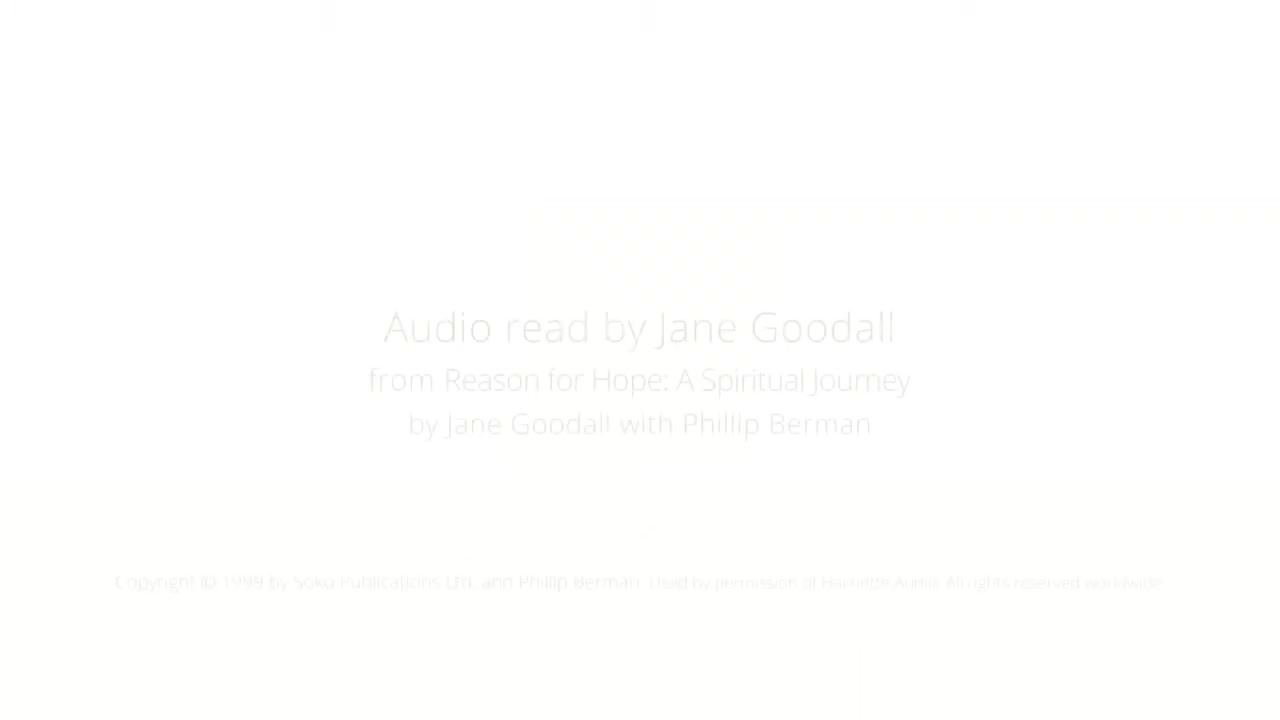 Audio read by Jane Goodall
from Reason for Hope: A Spiritual Journey
by Jane Goodall with Phillip Berman
Copyright © 1999 by Soko Publications Ltd. and Phillip Berman. Used by permission of Hachette Audio. All rights reserved worldwide.